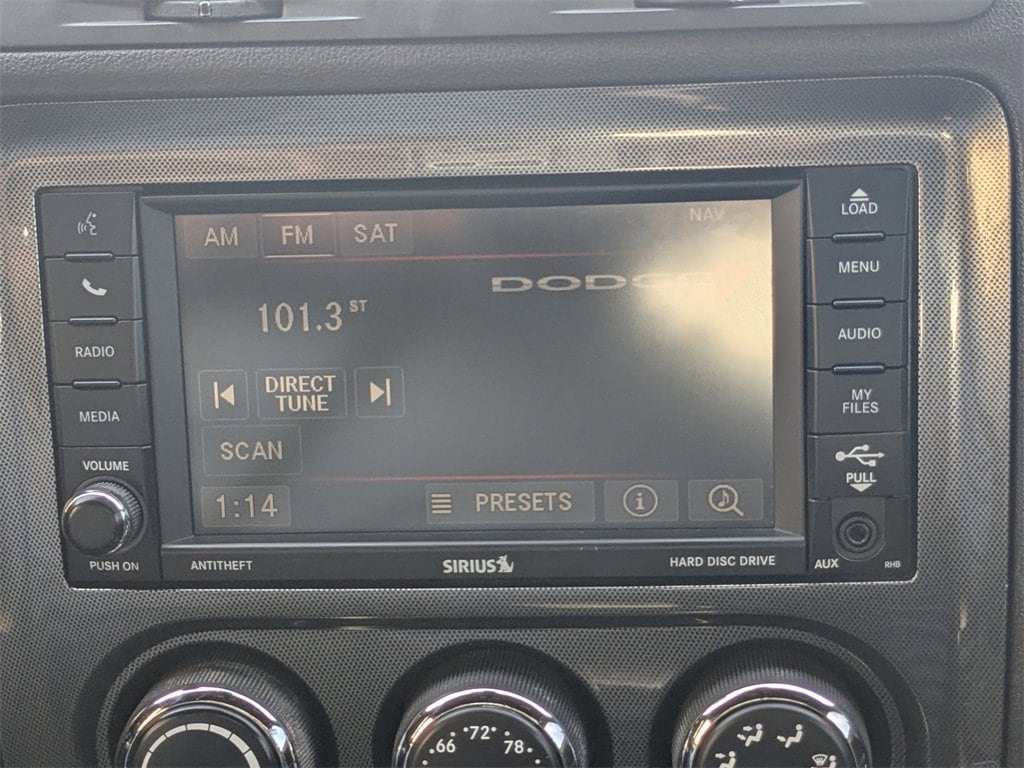 AM FM SAT NAV
DODGE
101.3 ST
DIRECT
TUNE
SCAN
1:14 PRESETS i
RADIO
MEDIA
VOLUME
PUSH ON
LOAD
MENU
AUDIO
MY
FILES
PULL
AUX RHB
ANTITHEFT SIRIUS HARD DISC DRIVE
66 72 78